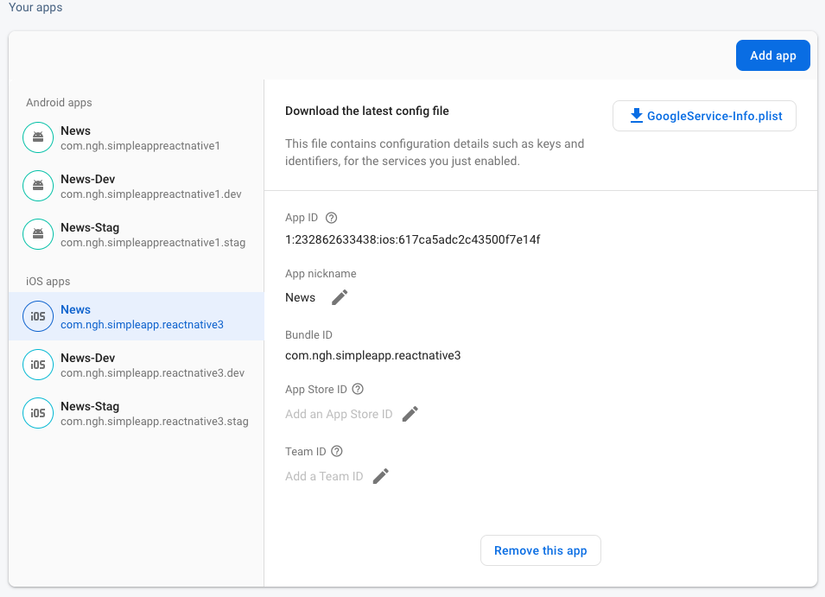 Your apps
Add app
Android apps
News
com.ngh.simpleappreactnative1
News-Dev
com.ngh.simpleappreactnative1.dev
News-Stag
com.ngh.simpleappreactnative1.stag
iOS apps
iOS
News
com.ngh.simpleapp.reactnative3
iOS
News-Dev
com.ngh.simpleapp.reactnative3.dev
iOS
News-Stag
com.ngh.simpleapp.reactnative3.stag
Download the latest config file
GoogleService-Info.plist
This file contains configuration details such as keys and
identifiers, for the services you just enabled.
App ID ?
1:232862633438:ios:617ca5adc2c43500f7e14f
App nickname
News
Bundle ID
com.ngh.simpleapp.reactnative3
App Store ID ?
Add an App Store ID
Team ID ?
Add a Team ID
Remove this app